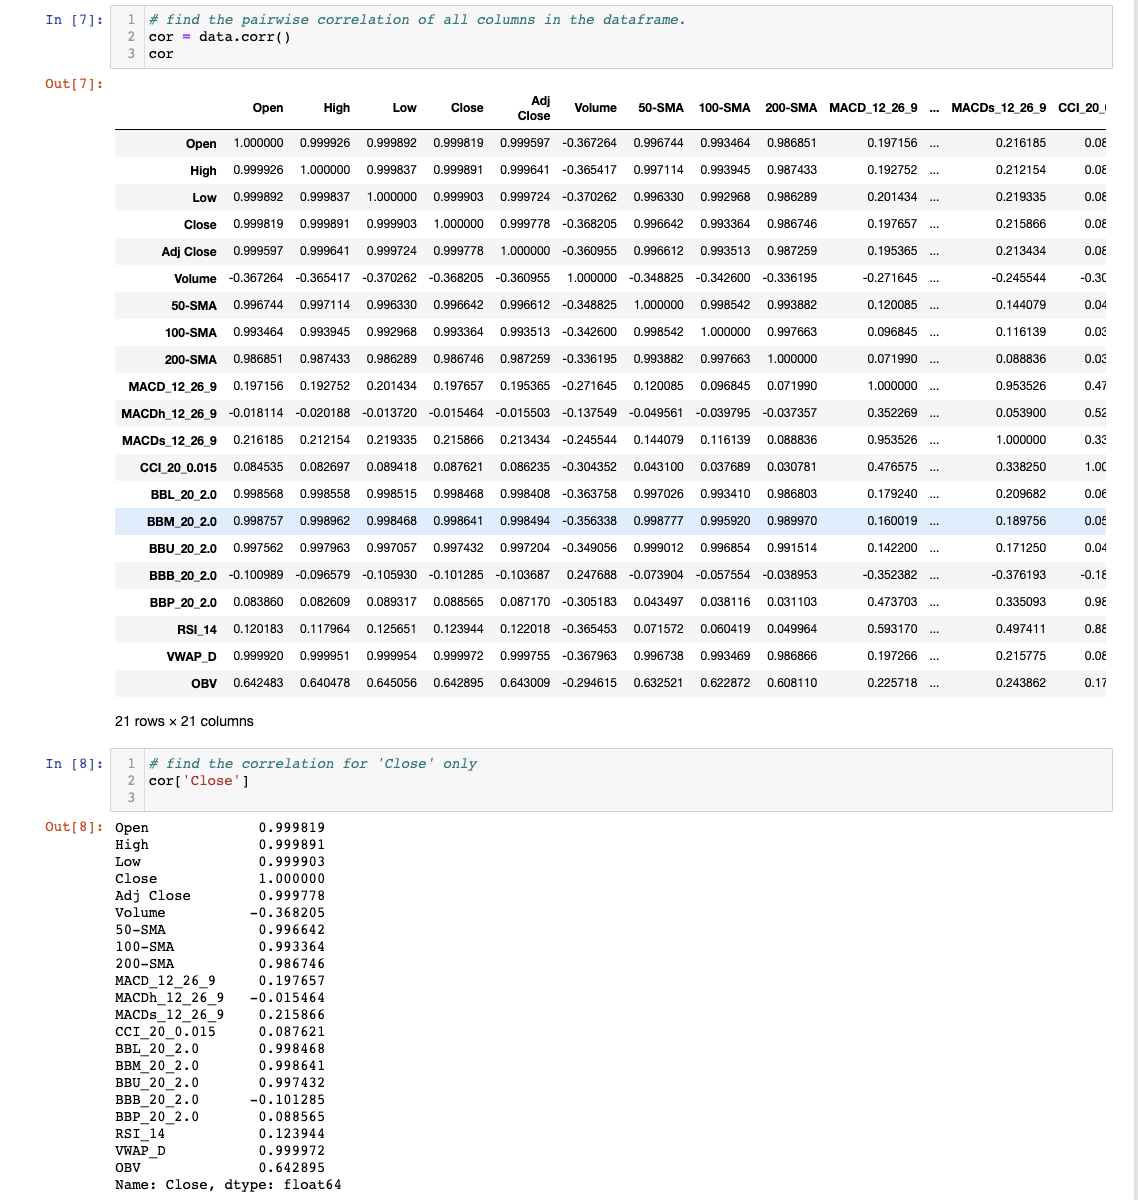 In [7]:
1 # find the pairwise correlation of all columns in the dataframe.
2 cor = data.corr()
3 cor
Out[7]:
Open High Low Close Adj Close Volume 50-SMA 100-SMA 200-SMA MACD_12_26_9 ... MACDs_12_26_9 CCI_20_
Open 1.000000 0.999926 0.999892 0.999819 0.999597 -0.367264 0.996744 0.993464 0.986851 0.197156 ... 0.216185 0.08
High 0.999926 1.000000 0.999837 0.999891 0.999641 -0.365417 0.997114 0.993945 0.987433 0.192752 ... 0.212154 0.08
Low 0.999892 0.999837 1.000000 0.999903 0.999724 -0.370262 0.996330 0.992968 0.986289 0.201434 ... 0.219335 0.08
Close 0.999819 0.999891 0.999903 1.000000 0.999778 -0.368205 0.996642 0.993364 0.986746 0.197657 ... 0.215866 0.08
Adj Close 0.999597 0.999641 0.999724 0.999778 1.000000 -0.360955 0.996612 0.993513 0.987259 0.195365 ... 0.213434 0.08
Volume -0.367264 -0.365417 -0.370262 -0.368205 -0.360955 1.000000 -0.348825 -0.342600 -0.336195 -0.271645 ... -0.245544 -0.30
50-SMA 0.996744 0.997114 0.996330 0.996642 0.996612 -0.348825 1.000000 0.998542 0.993882 0.120085 ... 0.144079 0.04
100-SMA 0.993464 0.993945 0.992968 0.993364 0.993513 -0.342600 0.998542 1.000000 0.997663 0.096845 ... 0.116139 0.03
200-SMA 0.986851 0.987433 0.986289 0.986746 0.987259 -0.336195 0.993882 0.997663 1.000000 0.071990 ... 0.088836 0.03
MACD_12_26_9 0.197156 0.192752 0.201434 0.197657 0.195365 -0.271645 0.120085 0.096845 0.071990 1.000000 ... 0.953526 0.47
MACDh_12_26_9 -0.018114 -0.020188 -0.013720 -0.015464 -0.015503 -0.137549 -0.049561 -0.039795 -0.037357 0.352269 ... 0.053900 0.52
MACDs_12_26_9 0.216185 0.212154 0.219335 0.215866 0.213434 -0.245544 0.144079 0.116139 0.088836 0.953526 ... 1.000000 0.33
CCI_20_0.015 0.084535 0.082697 0.089418 0.087621 0.086235 -0.304352 0.043100 0.037689 0.030781 0.476575 ... 0.338250 1.00
BBL_20_2.0 0.998568 0.998558 0.998515 0.998468 0.998408 -0.363758 0.997026 0.993410 0.986803 0.179240 ... 0.209682 0.06
BBM_20_2.0 0.998757 0.998962 0.998468 0.998641 0.998494 -0.356338 0.998777 0.995920 0.989970 0.160019 ... 0.189756 0.05
BBU_20_2.0 0.997562 0.997963 0.997057 0.997432 0.997204 -0.349056 0.999012 0.996854 0.991514 0.142200 ... 0.171250 0.04
BBB_20_2.0 -0.100989 -0.096579 -0.105930 -0.101285 -0.103687 0.247688 -0.073904 -0.057554 -0.038953 -0.352382 ... -0.376193 -0.18
BBP_20_2.0 0.083860 0.082609 0.089317 0.088565 0.087170 -0.305183 0.043497 0.038116 0.031103 0.473703 ... 0.335093 0.98
RSI_14 0.120183 0.117964 0.125651 0.123944 0.122018 -0.365453 0.071572 0.060419 0.049964 0.593170 ... 0.497411 0.88
VWAP_D 0.999920 0.999951 0.999954 0.999972 0.999755 -0.367963 0.996738 0.993469 0.986866 0.197266 ... 0.215775 0.08
OBV 0.642483 0.640478 0.645056 0.642895 0.643009 -0.294615 0.632521 0.622872 0.608110 0.225718 ... 0.243862 0.17
21 rows × 21 columns
In [8]:
1 # find the correlation for 'Close' only
2 cor['Close']
3
Out[8]:
Open 0.999819
High 0.999891
Low 0.999903
Close 1.000000
Adj Close 0.999778
Volume -0.368205
50-SMA 0.996642
100-SMA 0.993364
200-SMA 0.986746
MACD_12_26_9 0.197657
MACDh_12_26_9 -0.015464
MACDs_12_26_9 0.215866
CCI_20_0.015 0.087621
BBL_20_2.0 0.998468
BBM_20_2.0 0.998641
BBU_20_2.0 0.997432
BBB_20_2.0 -0.101285
BBP_20_2.0 0.088565
RSI_14 0.123944
VWAP_D 0.999972
OBV 0.642895
Name: Close, dtype: float64